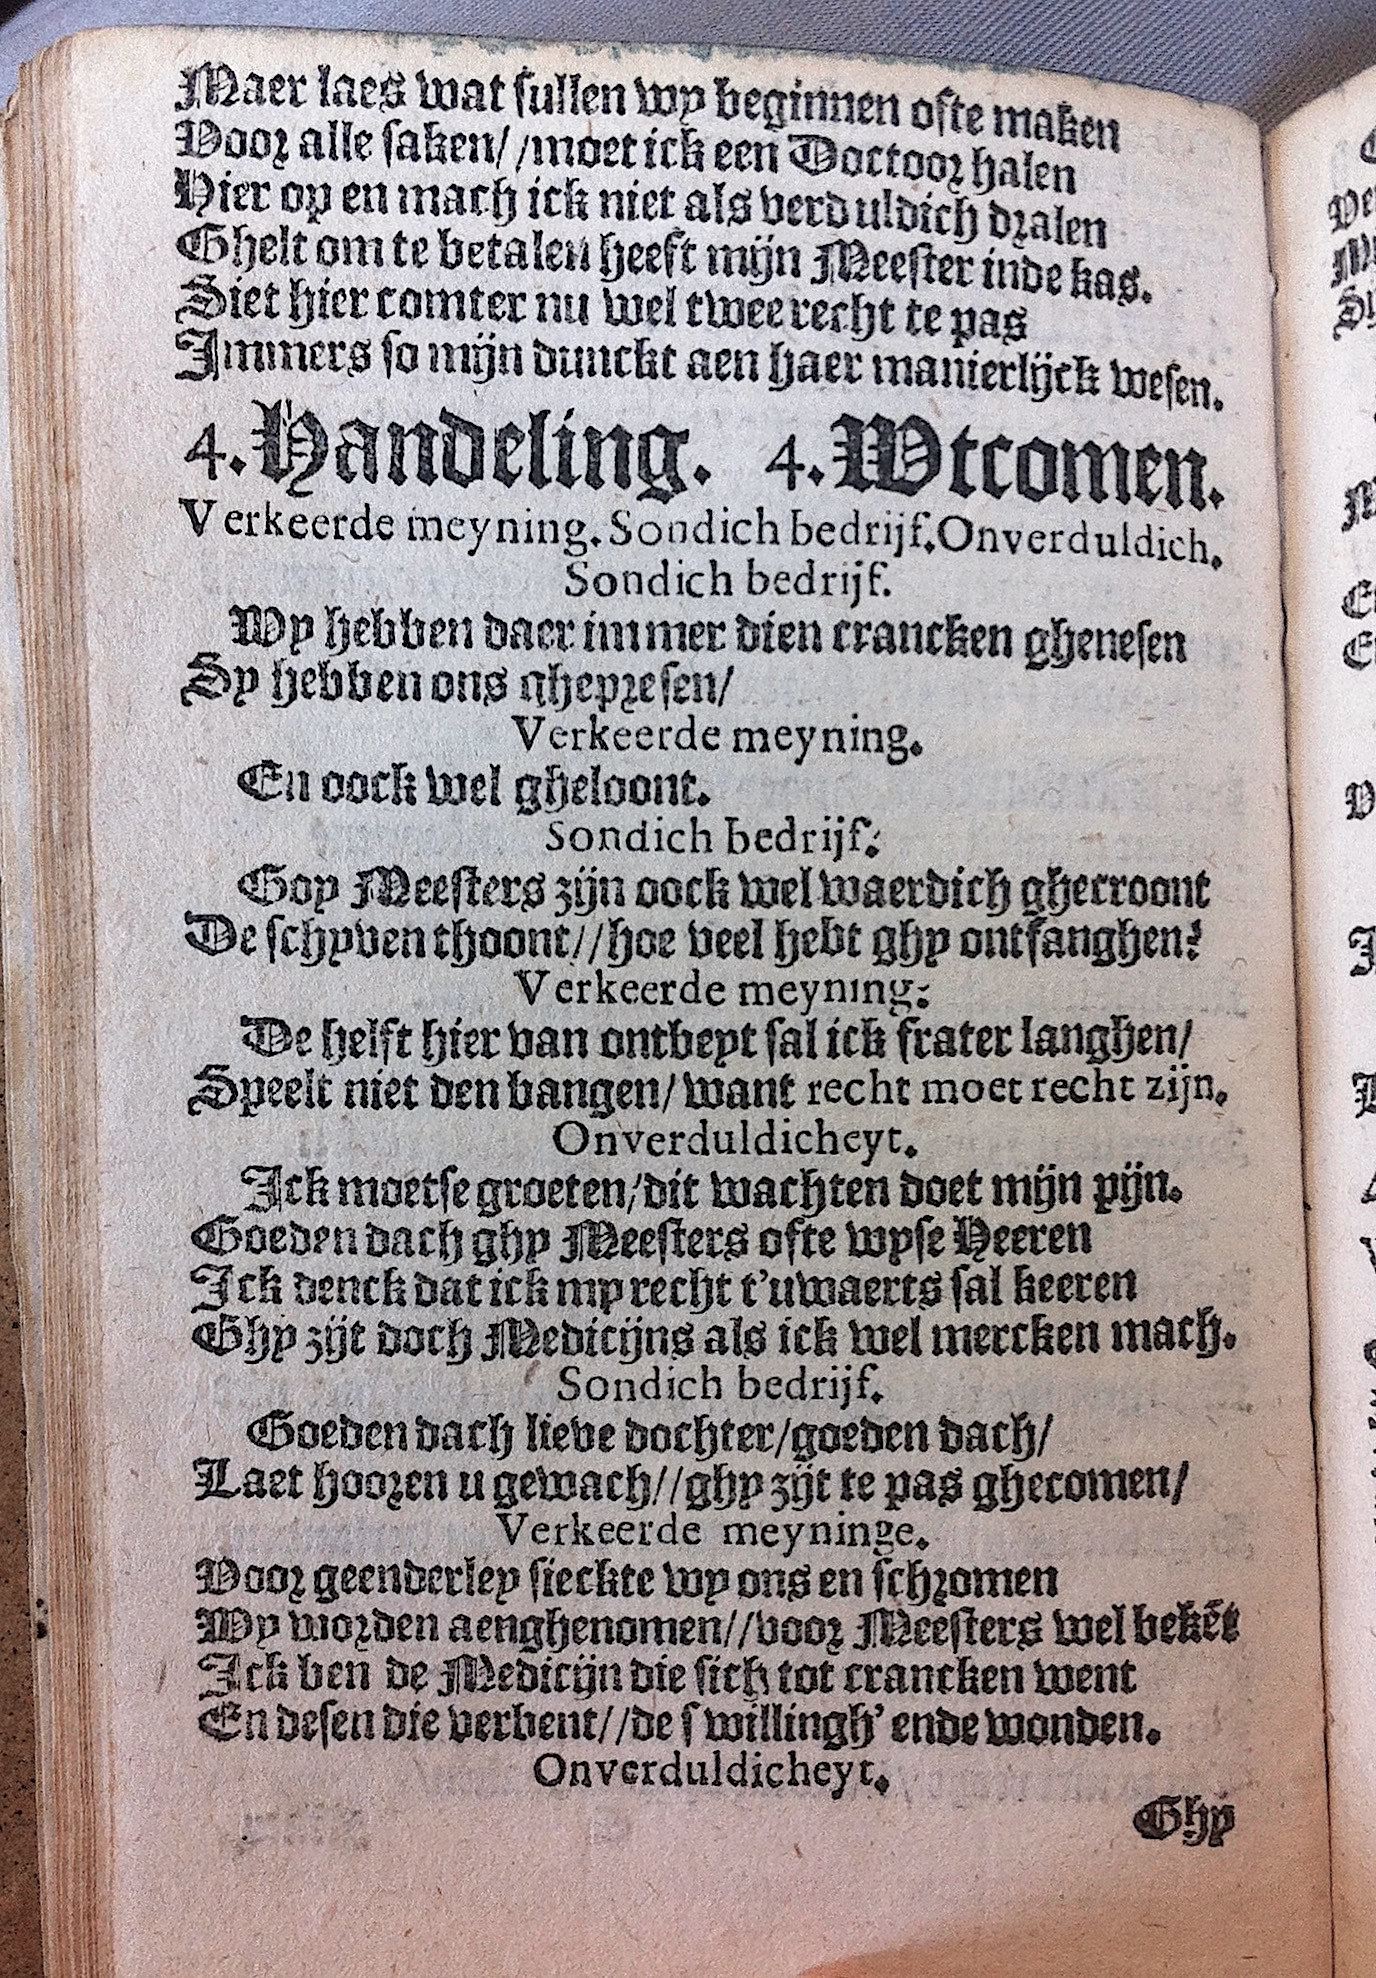 Maer laes wat sullen wy beginnen ofte maken
Voor alle saken//moet ick een Doctoor halen
Hier op en mach ick niet als verduldich dralen
Ghelt om te betalen heeft mijn Meester inde kas.
Siet hier comter nu wel twee recht te pas
Immers so mijn dunckt aen haer manierlijck wesen.
4. Handeling. 4. Wtcomen.
Verkeerde meyning. Sondich bedrijf. Onverduldich.
Sondich bedrijf.
Wy hebben daer immer dien crancken ghenesen
Sy hebben ons ghepresen/
Verkeerde meyning.
En oock wel gheloont.
Sondich bedrijf:
Goy Meesters zijn oock wel waerdich ghecroont
De schyven thoont//hoe veel hebt ghy ontfanghen?
Verkeerde meyning:
De helft hier van ontbeyt sal ick frater langhen/
Speelt niet den bangen/want recht moet recht zijn.
Onverduldicheyt.
Ick moetse groeten/dit wachten doet mijn pijn.
Goeden dach ghy Meesters ofte wyse Heeren
Ick denck dat ick my recht t'uwaerts sal keeren
Ghy zijt doch Medicijns als ick wel mercken mach.
Sondich bedrijf.
Goeden dach lieve dochter/goeden dach/
Laet hooren u gewach//ghy zijt te pas ghecomen/
Verkeerde meyninge.
Voor geenderley sieckte wy ons en schromen
Wy worden aenghenomen//voor Meesters wel bekēt
Ick ben de Medicijn die sich tot crancken went
En desen die verbent//de swillingh' ende wonden.
Onverduldicheyt.
Ghy